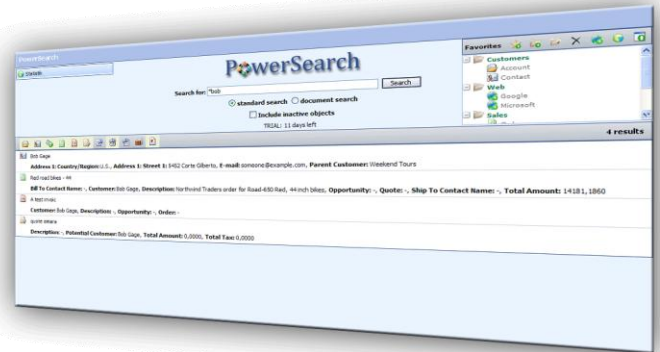 PowerSearch
Statistik
PowerSearch
Search for: *bob
Search
standard search
document search
Include inactive objects
TRIAL: 11 days left
Favorites
Customers
Account
Contact
Web
Google
Microsoft
Sales
4 results
Bob Gage
Address 1: Country/Region: U.S., Address 1: Street 1: 5462 Corte Gilberto, E-mail: someone@example.com, Parent Customer: Weekend Tours
Red road bikes - 44
Bill To Contact Name: -, Customer: Bob Gage, Description: Northwind Traders order for Road-650 Red, 44 inch bikes, Opportunity: -, Quote: -, Ship To Contact Name: -, Total Amount: 14181,1860
A test invoic
Customer: Bob Gage, Description: -, Opportunity: -, Order: -
quote
Description: -, Potential Customer: Bob Gage, Total Amount: 0,0000, Total Tax: 0,0000